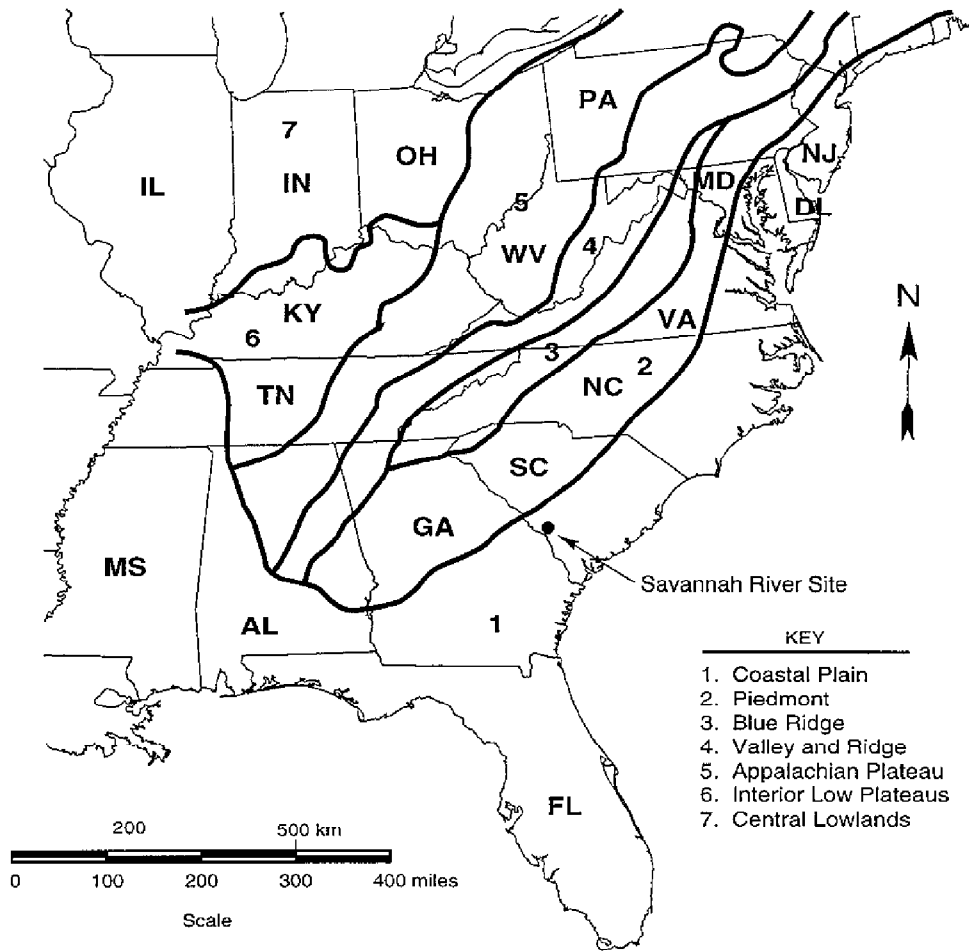 PA
7
OH
NJ
IL
IN
MD
DL
5
WV
4
N
KY
VA
6
3
2
TN
NC
SC
GA
MS
Savannah River Site
AL
1
KEY
1. Coastal Plain
2. Piedmont
3. Blue Ridge
4. Valley and Ridge
5. Appalachian Plateau
6. Interior Low Plateaus
7. Central Lowlands
FL
200 500 km
0 100 200 300 400 miles
Scale